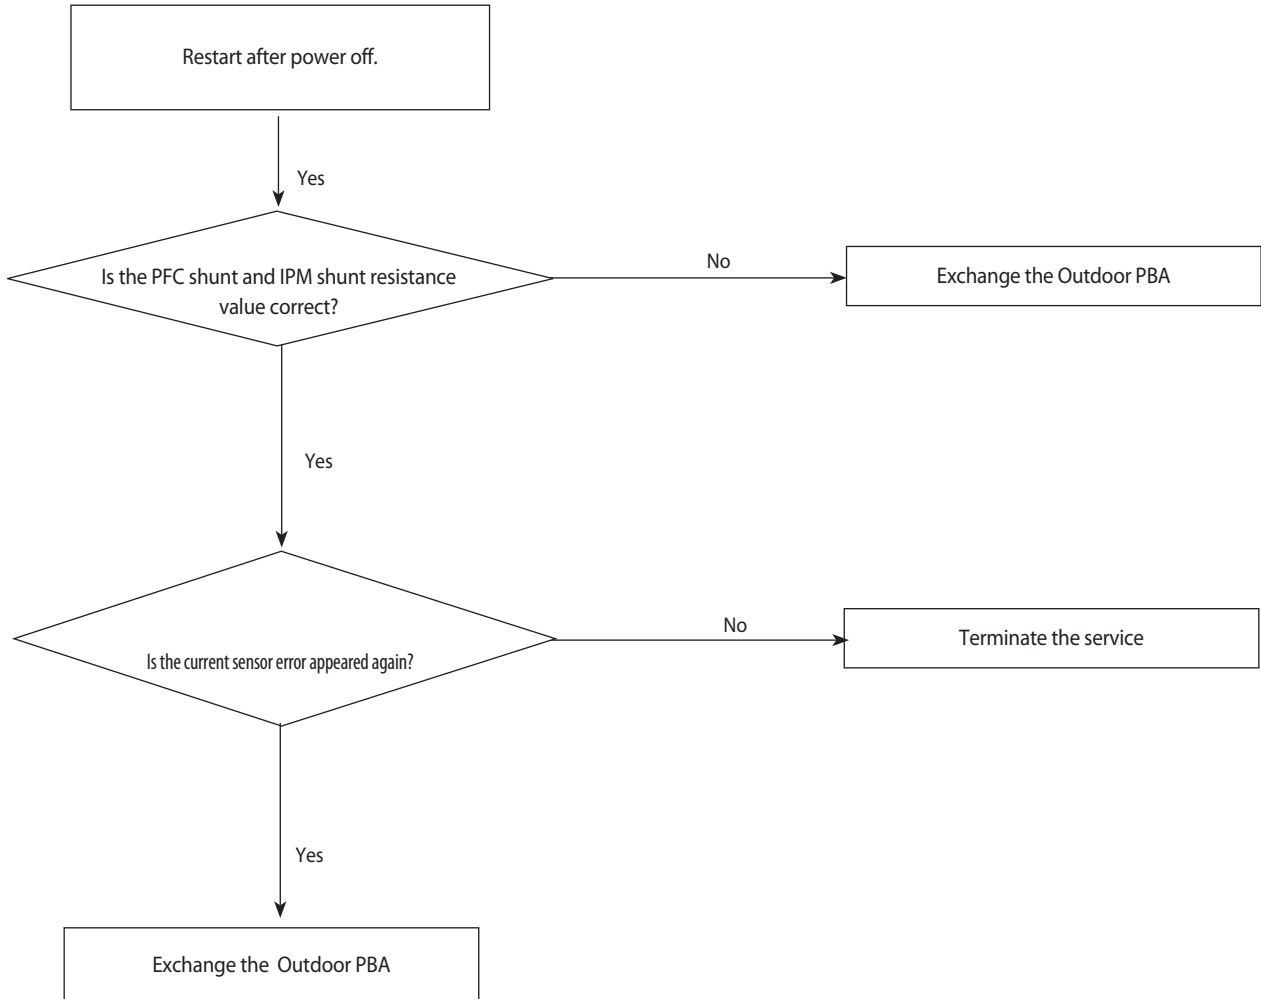 Restart after power off.
Yes
Is the PFC shunt and IPM shunt resistance
value correct?
No
Exchange the Outdoor PBA
Yes
Is the current sensor error appeared again?
No
Terminate the service
Yes
Exchange the Outdoor PBA